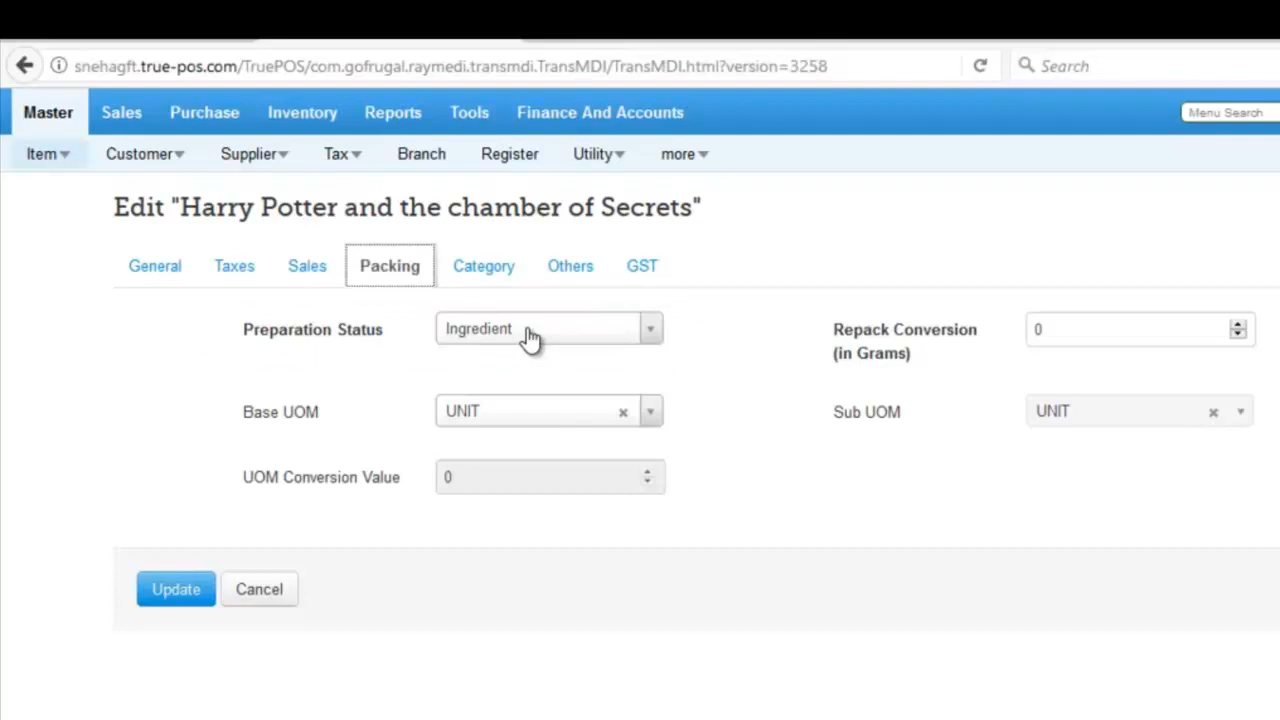 snehagft.true-pos.com/TruePOS/com.gofrugal.raymedi.transmdi.TransMDI/TransMDI.html?version=3258 Search
Master Sales Purchase Inventory Reports Tools Finance And Accounts Menu Search
Item Customer Supplier Tax Branch Register Utility more
Edit "Harry Potter and the chamber of Secrets"
General Taxes Sales Packing Category Others GST
Preparation Status Ingredient Repack Conversion 0
(in Grams)
Base UOM UNIT Sub UOM UNIT
UOM Conversion Value 0
Update Cancel